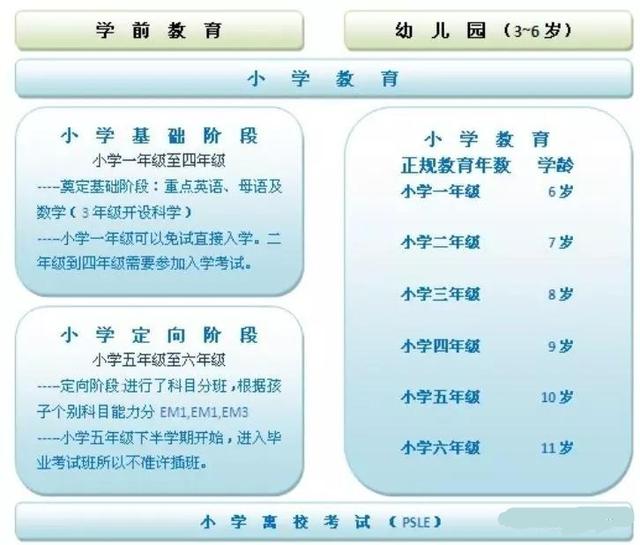 学前教育
幼儿园（3~6岁）
小学教育
小学基础阶段
小学一年级至四年级
----奠定基础阶段：重点英语、母语及
数学（3年级开设科学）
----小学一年级可以免试直接入学。二
年级到四年级需要参加入学考试。
小学定向阶段
小学五年级至六年级
----定向阶段:进行了科目分班,根据孩
子个别科目能力分 EM1,EM1,EM3
----小学五年级下半学期开始，进入毕
业考试班所以不准许插班。
小学教育
正规教育年数 学龄
小学一年级 6岁
小学二年级 7岁
小学三年级 8岁
小学四年级 9岁
小学五年级 10岁
小学六年级 11岁
小学离校考试（PSLE）